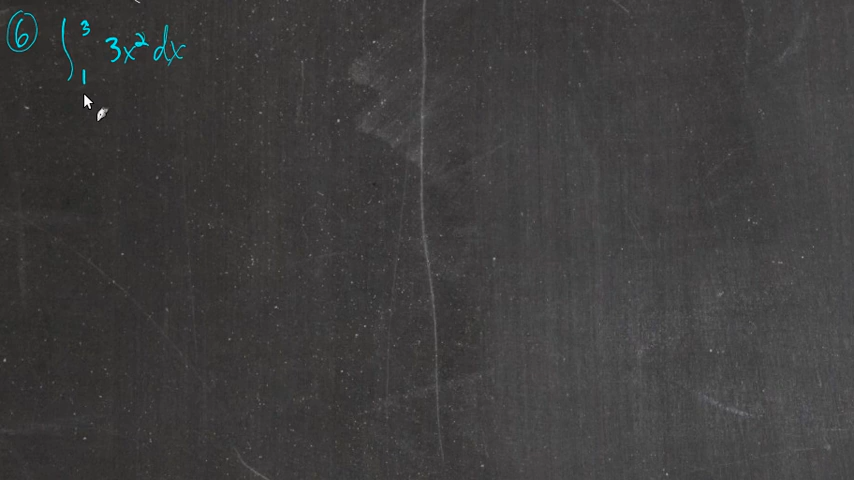 ⑥ ∫₁³ 3x² dx